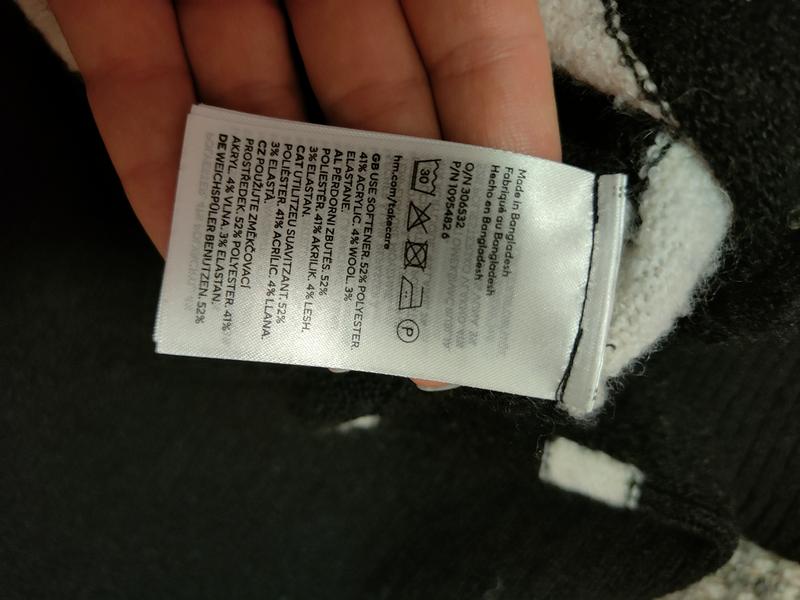 Made in Bangladesh
Fabriqué au Bangladesh
Hecho en Bangladesh
O/N 304532
P/N 10954826
30
P
hm.com/takecare
GB USE SOFTENER. 52% POLYESTER.
41% ACRYLIC. 4% WOOL. 3%
ELASTANE.
AL PËRDORNI ZBUTËS. 52%
POLIESTER. 41% AKRILIK. 4% LESH.
3% ELASTAN.
CAT UTILITZEU SUAVITZANT. 52%
POLIÈSTER. 41% ACRÍLIC. 4% LLANA.
3% ELASTÀ.
CZ POUŽIJTE ZMĚKČOVACÍ
PROSTŘEDEK. 52% POLYESTER. 41%
AKRYL. 4% VLNA. 3% ELASTAN.
DE WEICHSPÜLER BENUTZEN. 52%